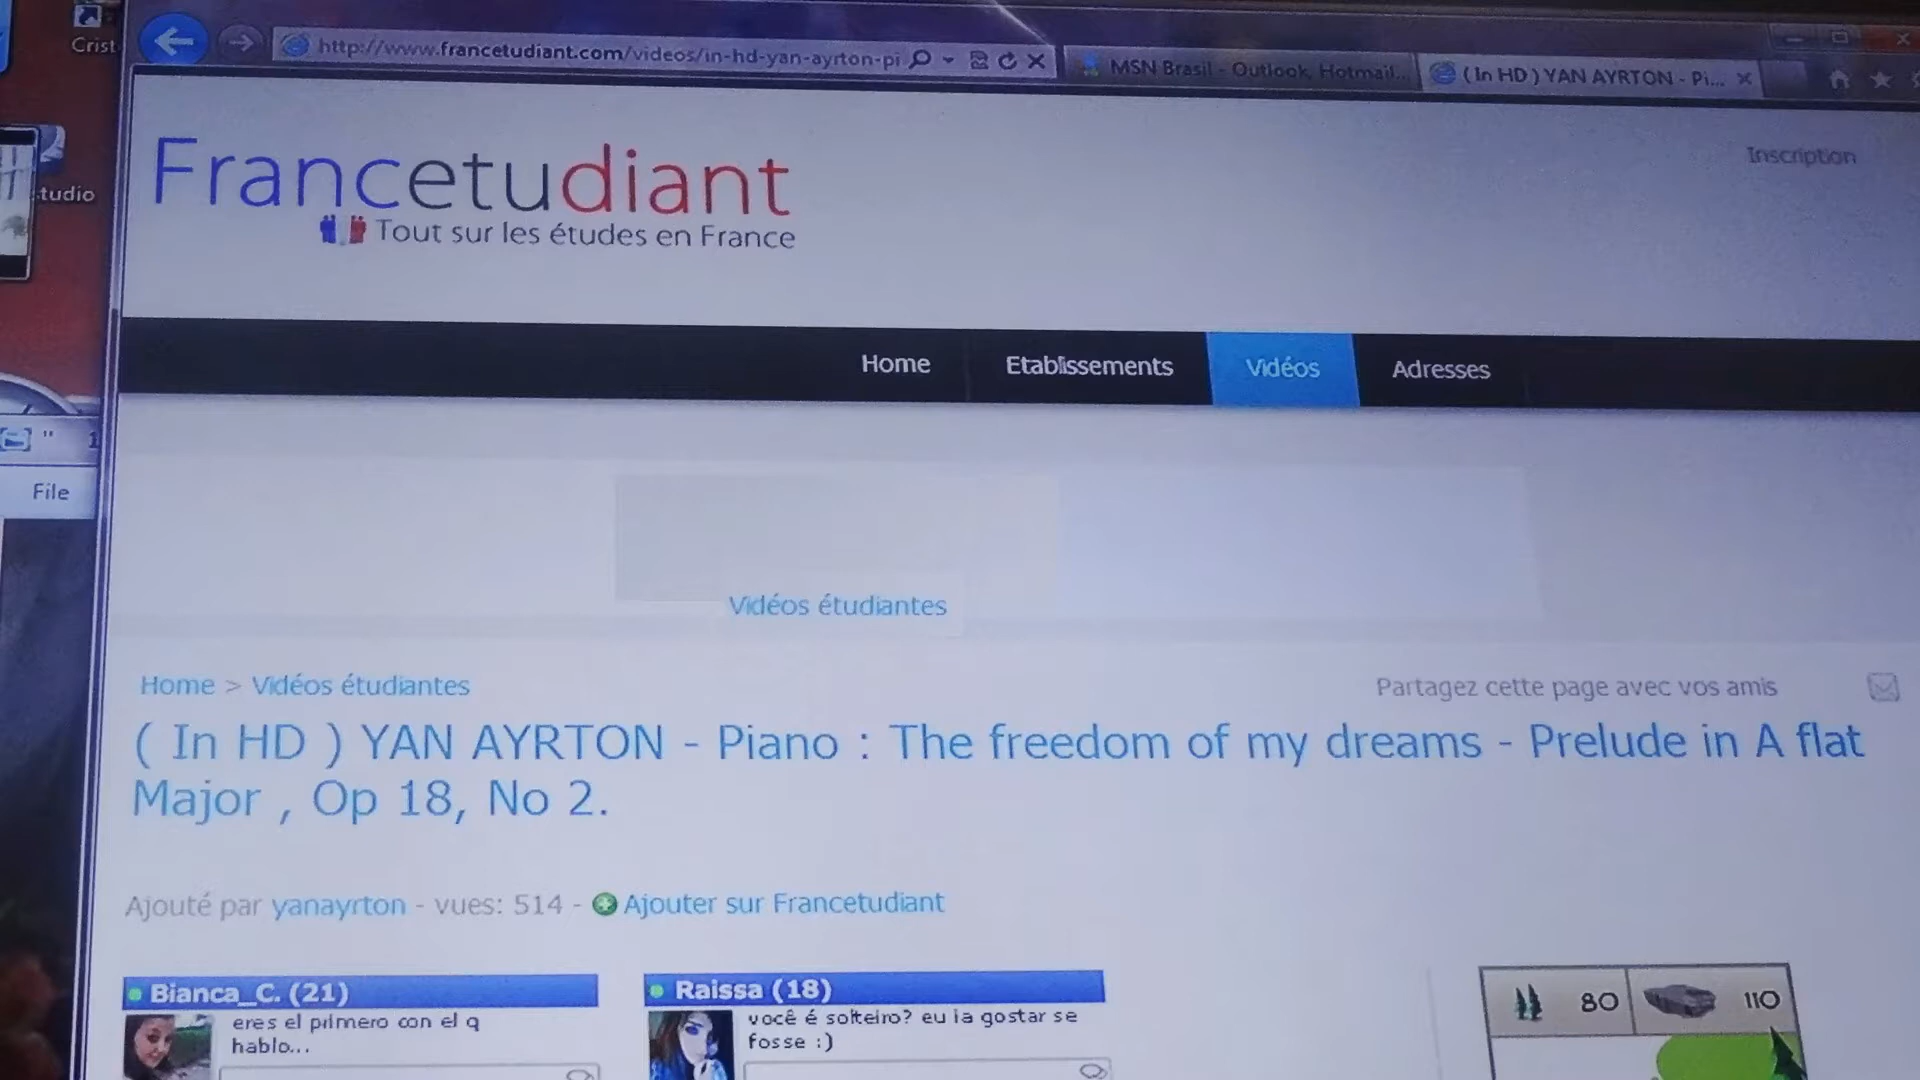 Crist
http://www.francetudiant.com/videos/in-hd-yan-ayrton-pi
MSN Brasil - Outlook, Hotmail...
( In HD ) YAN AYRTON - Pi...
tudio
Francetudiant
Tout sur les études en France
Inscription
Home
Etablissements
Vidéos
Adresses
File
Vidéos étudiantes
Home > Vidéos étudiantes
Partagez cette page avec vos amis
( In HD ) YAN AYRTON - Piano : The freedom of my dreams - Prelude in A flat
Major , Op 18, No 2.
Ajouté par yanayrton - vues: 514 - Ajouter sur Francetudiant
Bianca_C. (21)
eres el primero con el q
hablo...
Raissa (18)
você é solteiro? eu ia gostar se
fosse :)
80
110